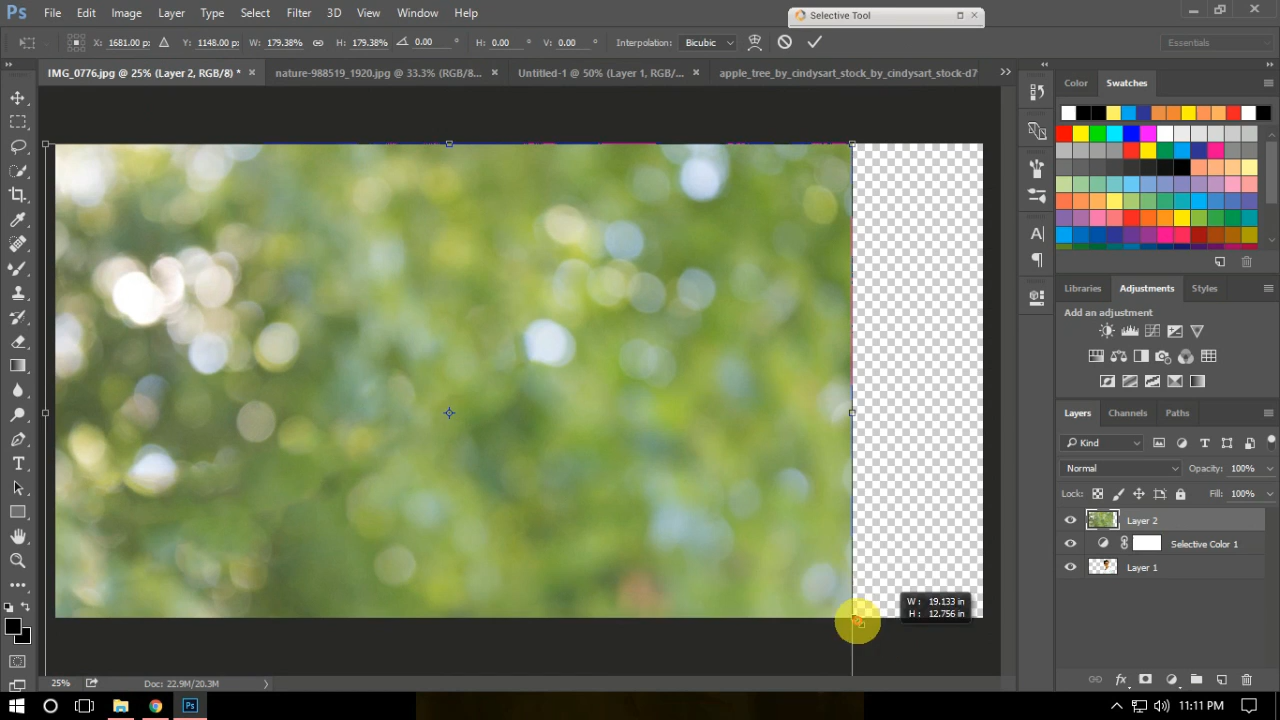 Ps File Edit Image Layer Type Select Filter 3D View Window Help
Selective Tool
X: 1681.00 p: Y: 1148.00 p: W: 179.38% H: 179.38% 0.00 ° H: 0.00 ° V: 0.00 ° Interpolation: Bicubic Essentials
IMG_0776.jpg @ 25% (Layer 2, RGB/8) * nature-988519_1920.jpg @ 33.3% (RGB/8... Untitled-1 @ 50% (Layer 1, RGB/... apple_tree_by_cindysart_stock_by_cindysart_stock-d7
Color Swatches
Libraries Adjustments Styles
Add an adjustment
Layers Channels Paths
Kind
Normal Opacity: 100%
Lock: Fill: 100%
Layer 2
Selective Color 1
Layer 1
W: 19.133 in
H: 12.756 in
25% Doc: 22.9M/20.3M
Ps 11:11 PM